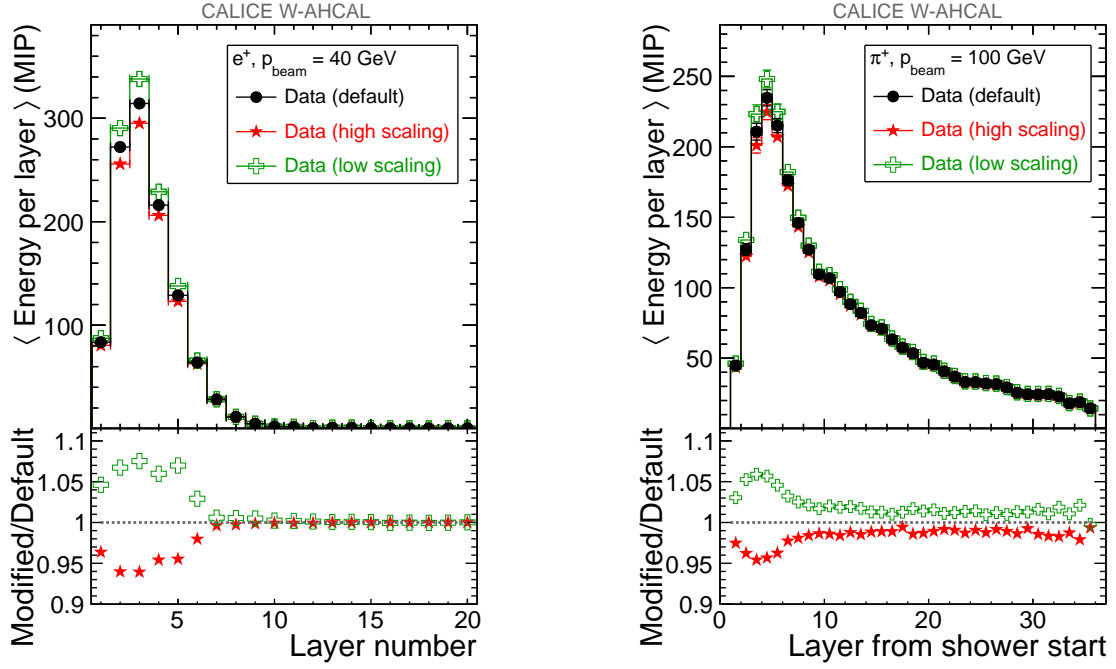 CALICE W-AHCAL
⟨ Energy per layer ⟩ (MIP)
300
200
100
e⁺, p_beam = 40 GeV
Data (default)
Data (high scaling)
Data (low scaling)
Modified/Default
1.1
1.05
1
0.95
0.9
5 10 15 20
Layer number
CALICE W-AHCAL
⟨ Energy per layer ⟩ (MIP)
250
200
150
100
50
π⁺, p_beam = 100 GeV
Data (default)
Data (high scaling)
Data (low scaling)
Modified/Default
1.1
1.05
1
0.95
0.9
10 20 30
Layer from shower start